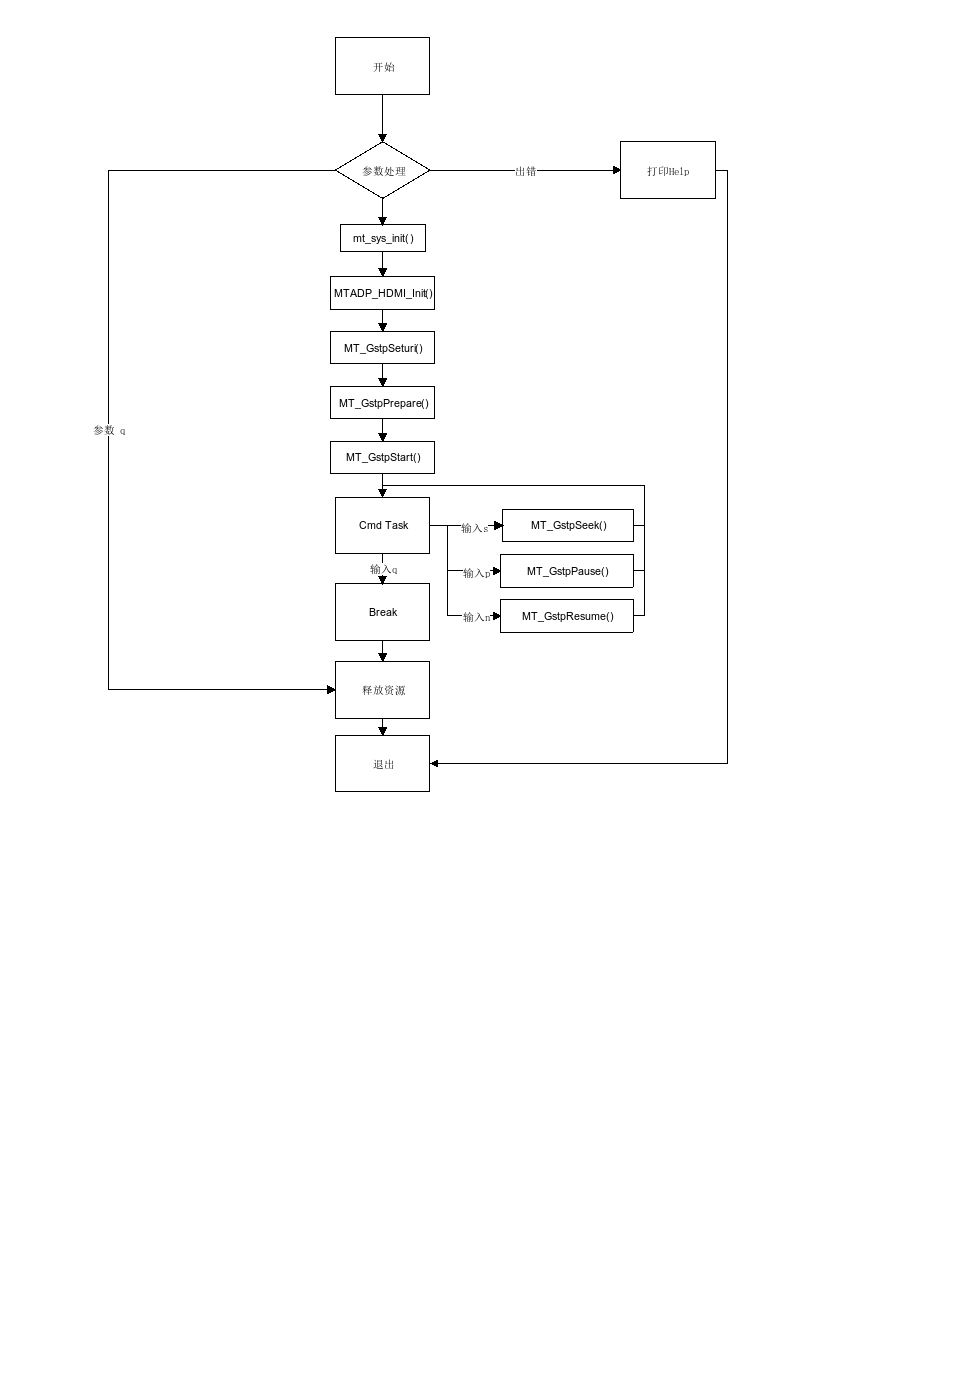 开始
参数处理
出错
打印Help
mt_sys_init()
MTADP_HDMI_Init()
MT_GstpSeturi()
MT_GstpPrepare()
参数 q
MT_GstpStart()
Cmd Task
输入s
MT_GstpSeek()
输入q
输入p
MT_GstpPause()
Break
输入n
MT_GstpResume()
释放资源
退出